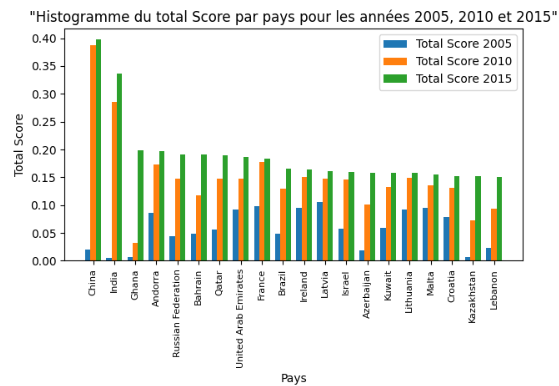 "Histogramme du total Score par pays pour les années 2005, 2010 et 2015"
Total Score 2005
Total Score 2010
Total Score 2015
Total Score
0.40
0.35
0.30
0.25
0.20
0.15
0.10
0.05
0.00
China
India
Ghana
Andorra
Russian Federation
Bahrain
Qatar
United Arab Emirates
France
Brazil
Ireland
Latvia
Israel
Azerbaijan
Kuwait
Lithuania
Malta
Croatia
Kazakhstan
Lebanon
Pays